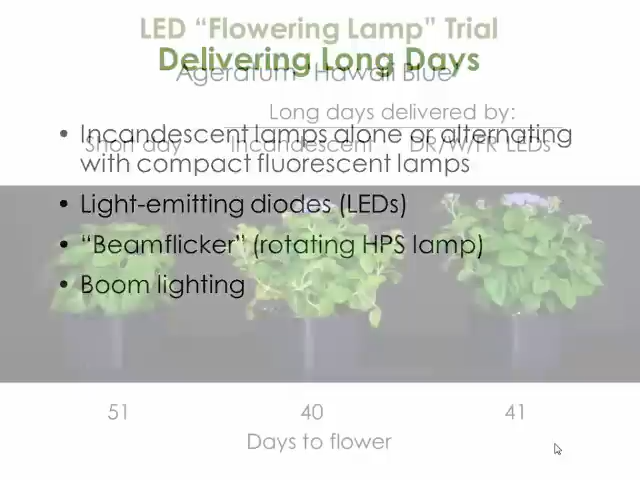 LED “Flowering Lamp” Trial
Delivering Long Days
Ageratum ‘Hawaii Blue’
Long days delivered by:
• Incandescent lamps alone or alternating
with compact fluorescent lamps
Short day Incandescent DR/W/FR LEDs
• Light-emitting diodes (LEDs)
• “Beamflicker” (rotating HPS lamp)
• Boom lighting
51 40 41
Days to flower